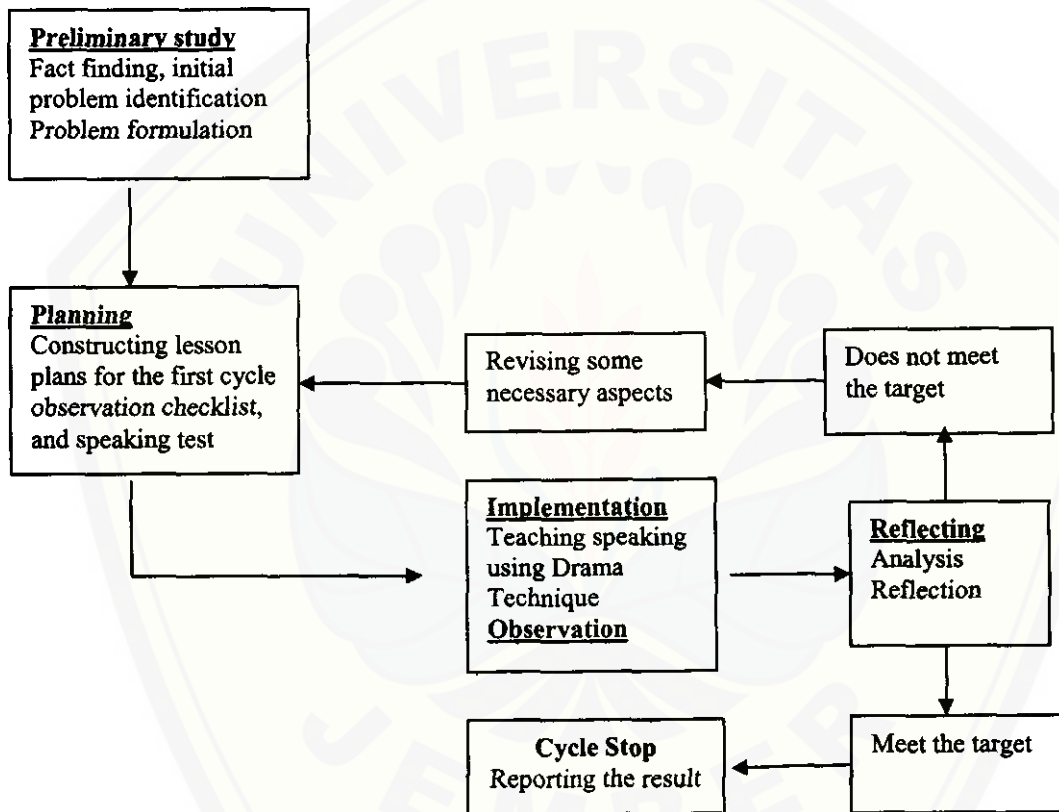 Preliminary study
Fact finding, initial
problem identification
Problem formulation
Planning
Constructing lesson
plans for the first cycle
observation checklist,
and speaking test
Revising some
necessary aspects
Does not meet
the target
Implementation
Teaching speaking
using Drama
Technique
Observation
Reflecting
Analysis
Reflection
Cycle Stop
Reporting the result
Meet the target
UNIVERSITAS
JEMBER